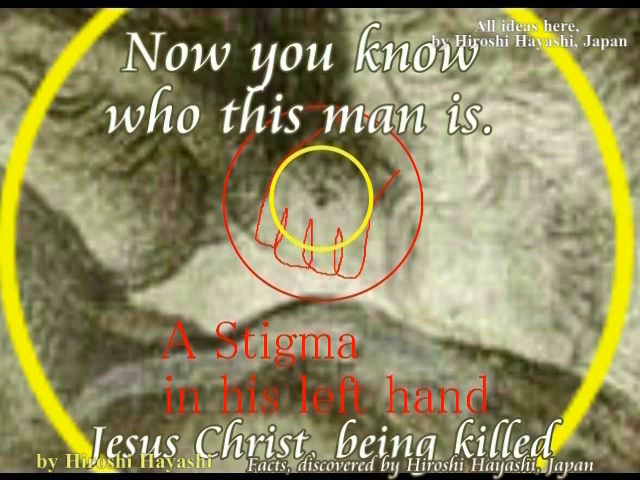 All ideas here,
by Hiroshi Hayashi, Japan
Now you know
who this man is.
A Stigma
in his left hand
Jesus Christ, being killed
by Hiroshi Hayashi
Facts, discovered by Hiroshi Hayashi, Japan